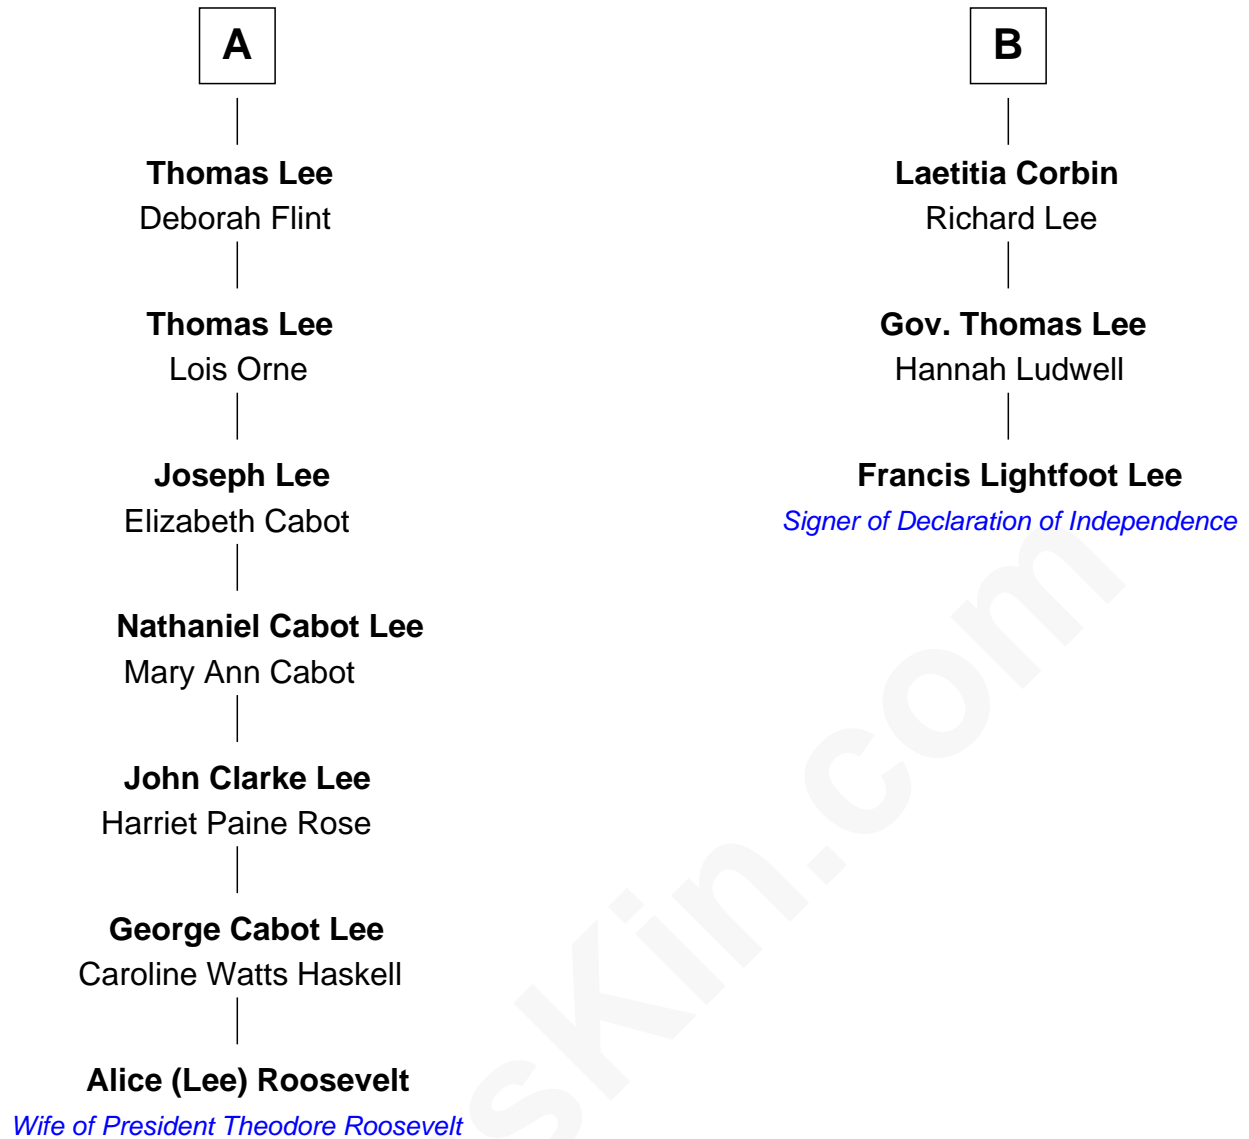 A
Thomas Lee
Deborah Flint
Thomas Lee
Lois Orne
Joseph Lee
Elizabeth Cabot
Nathaniel Cabot Lee
Mary Ann Cabot
John Clarke Lee
Harriet Paine Rose
George Cabot Lee
Caroline Watts Haskell
Alice (Lee) Roosevelt
Wife of President Theodore Roosevelt
B
Laetitia Corbin
Richard Lee
Gov. Thomas Lee
Hannah Ludwell
Francis Lightfoot Lee
Signer of Declaration of Independence
sKin.com